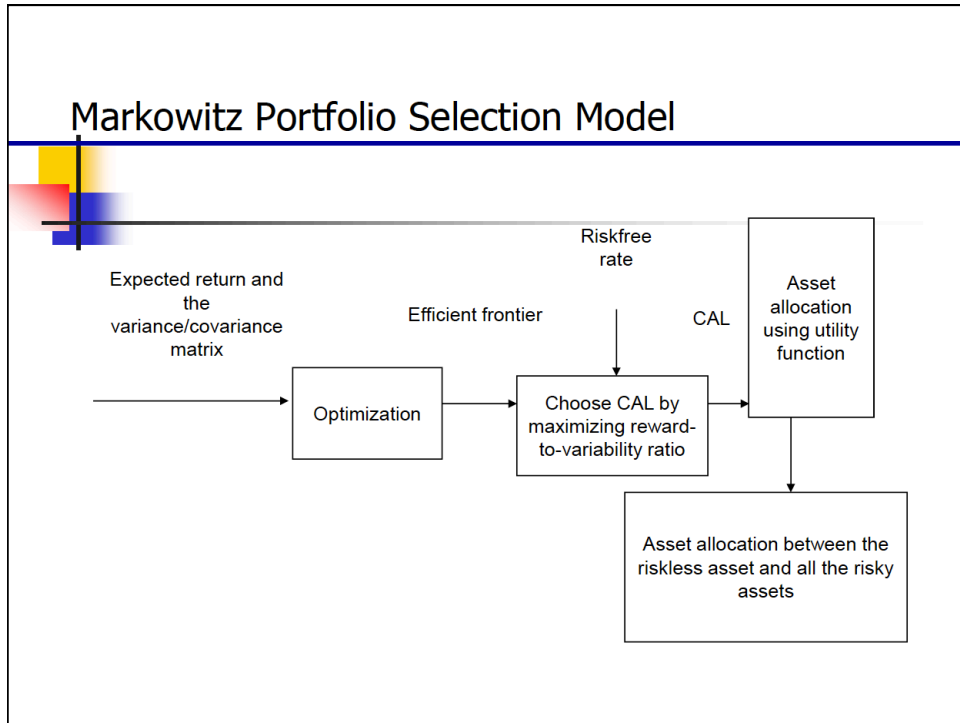 Markowitz Portfolio Selection Model
Expected return and
the
variance/covariance
matrix
Optimization
Efficient frontier
Riskfree
rate
Choose CAL by
maximizing reward-
to-variability ratio
CAL
Asset
allocation
using utility
function
Asset allocation between the
riskless asset and all the risky
assets